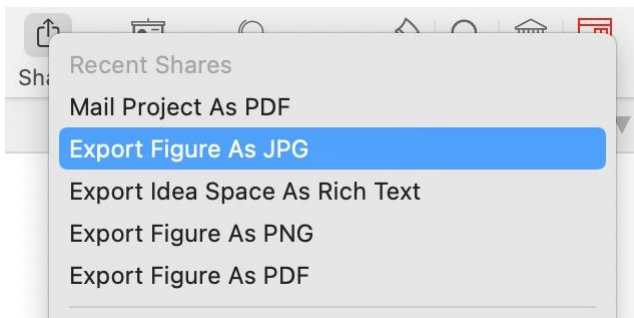 Sha
Recent Shares
Mail Project As PDF
Export Figure As JPG
Export Idea Space As Rich Text
Export Figure As PNG
Export Figure As PDF